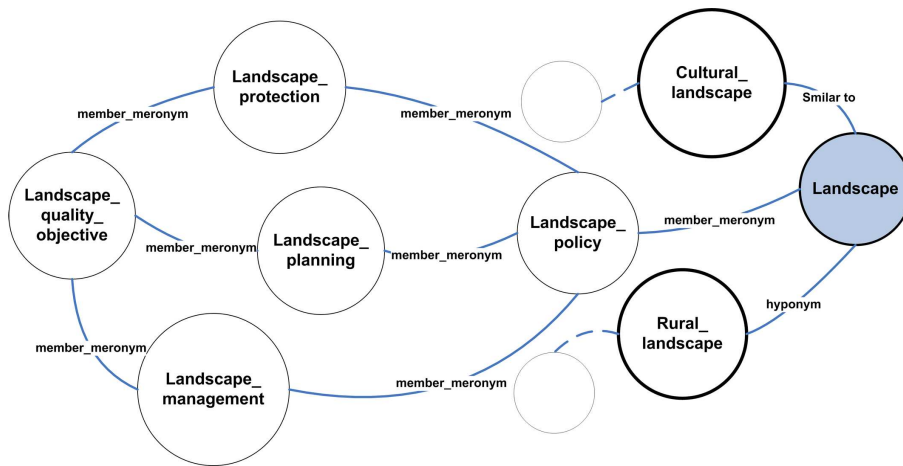 Landscape_
protection
Cultural_
landscape
member_meronym
member_meronym
Smilar to
Landscape_
quality_
objective
Landscape
member_meronym
Landscape_
policy
member_meronym
Landscape_
planning
member_meronym
hyponym
Rural_
landscape
member_meronym
Landscape_
management
member_meronym